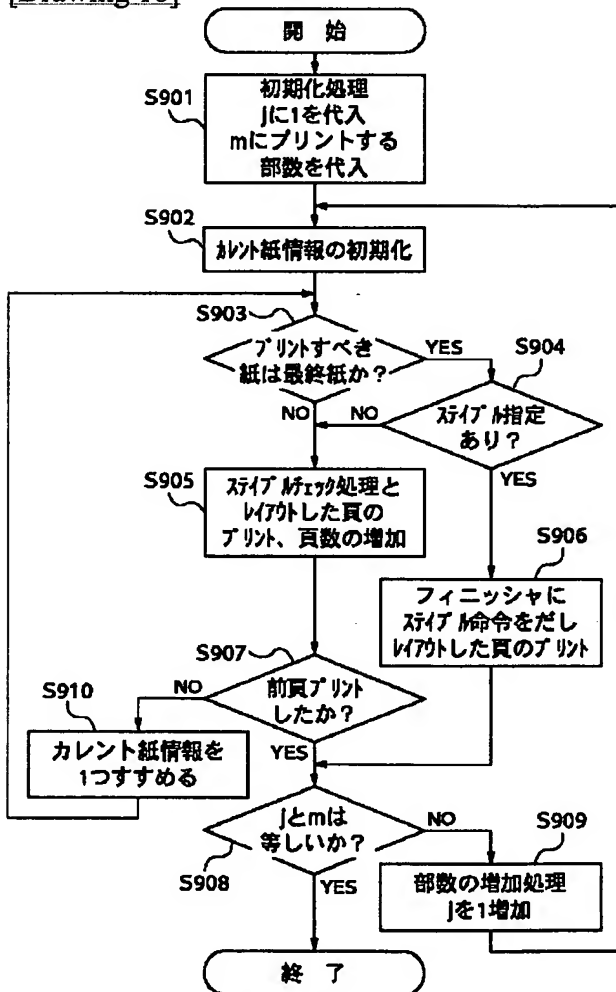 開 始
S901
初期化処理
jに1を代入
mにプリントする
部数を代入
S902
カレント紙情報の初期化
S903
プリントすべき
紙は最終紙か?
YES
NO
S904
ステイプル指定
あり?
NO
YES
S905
ステイプルチェック処理と
レイアウトした頁の
プリント、頁数の増加
S906
フィニッシャに
ステイプル命令をだし
レイアウトした頁のプリント
S907
前頁プリント
したか?
NO
YES
S910
カレント紙情報を
1つすすめる
jとmは
等しいか?
S908
NO
YES
S909
部数の増加処理
jを1増加
終 了